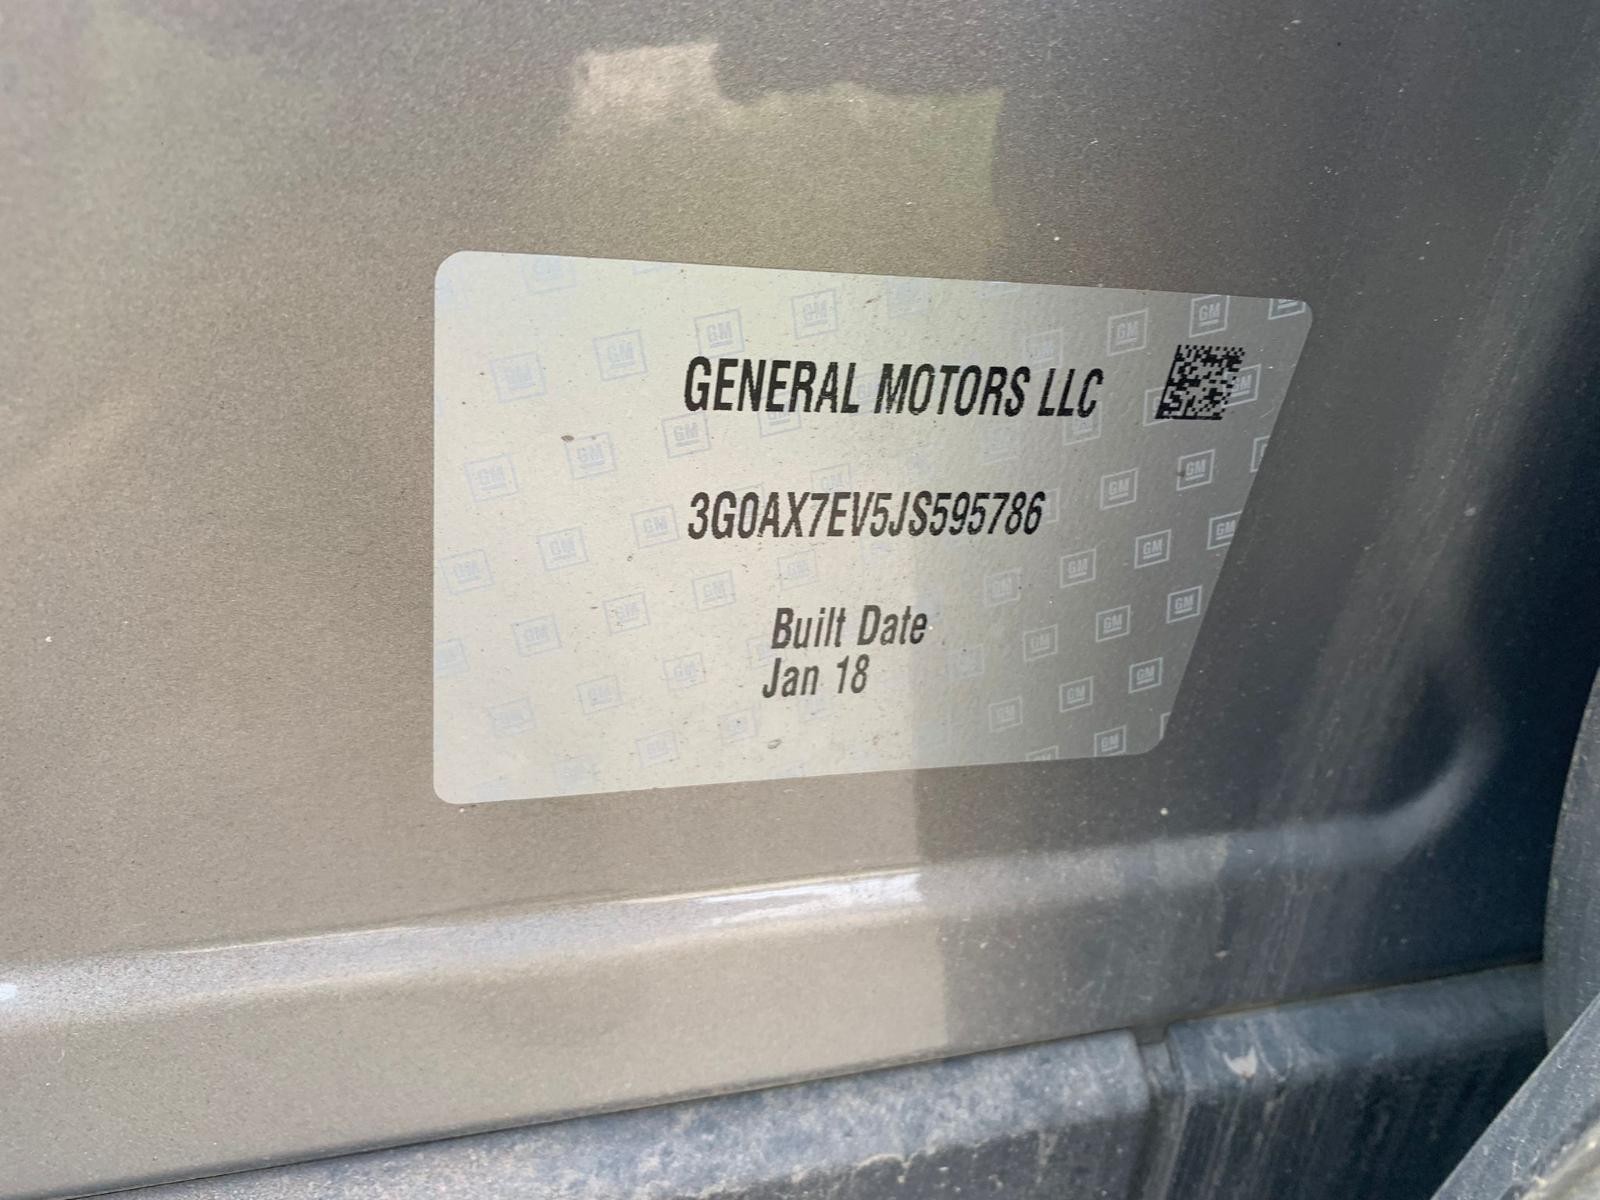 GENERAL MOTORS LLC
3G0AX7EV5JS595786
Built Date
Jan 18